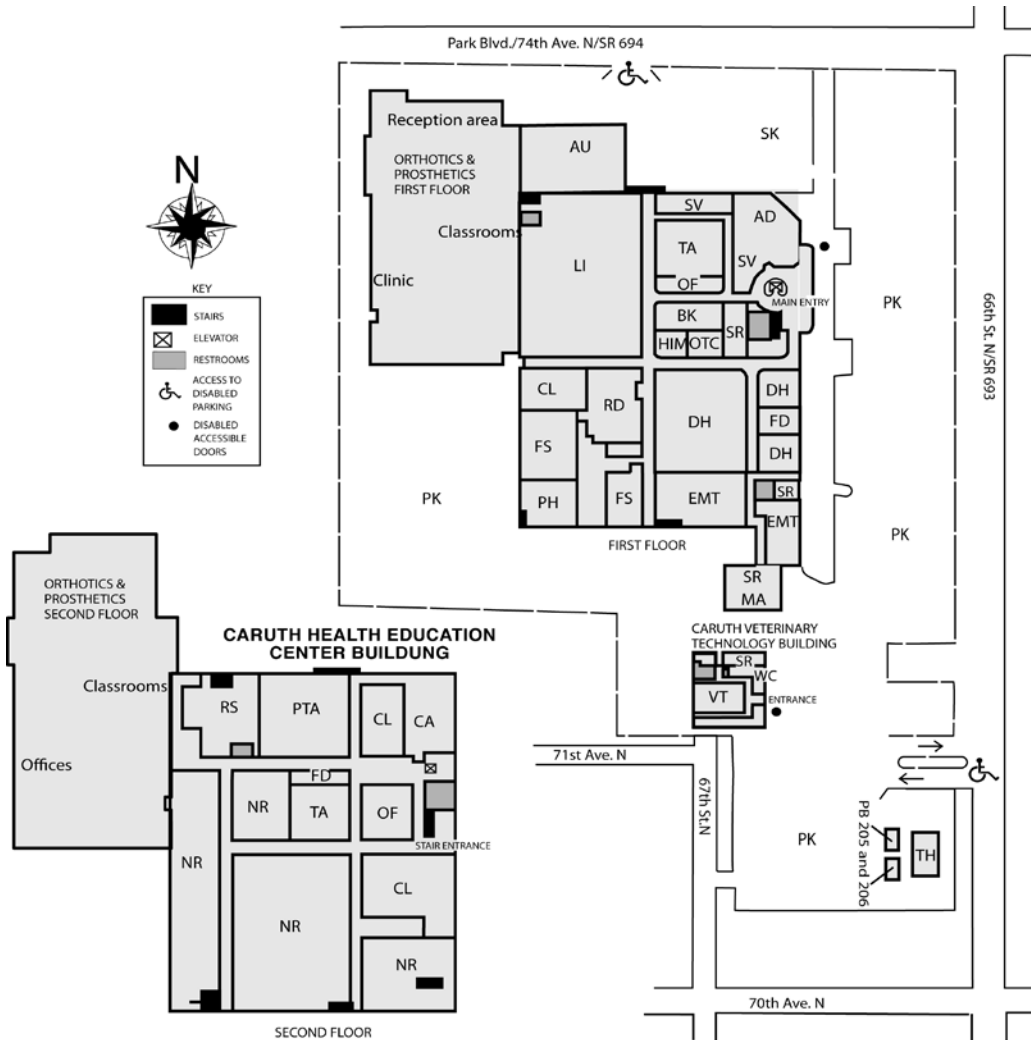 Park Blvd./74th Ave. N/SR 694
Reception area
ORTHOTICS &
PROSTHETICS
FIRST FLOOR
Classrooms
Clinic
AU
SK
N
SV
AD
TA
SV
LI
OF
MAIN ENTRY
BK
SR
HIM
OTC
PK
66th St. N/SR 693
KEY
STAIRS
ELEVATOR
RESTROOMS
ACCESS TO
DISABLED
PARKING
DISABLED
ACCESSIBLE
DOORS
CL
RD
DH
DH
FD
DH
FS
PH
FS
EMT
SR
EMT
PK
PK
FIRST FLOOR
SR
MA
ORTHOTICS &
PROSTHETICS
SECOND FLOOR
Classrooms
Offices
CARUTH HEALTH EDUCATION
CENTER BUILDUNG
CARUTH VETERINARY
TECHNOLOGY BUILDING
SR
WC
VT
ENTRANCE
RS
PTA
CL
CA
FD
NR
TA
OF
STAIR ENTRANCE
NR
NR
CL
NR
SECOND FLOOR
71st Ave. N
67th St.N
PK
PB 205 and 206
TH
70th Ave. N